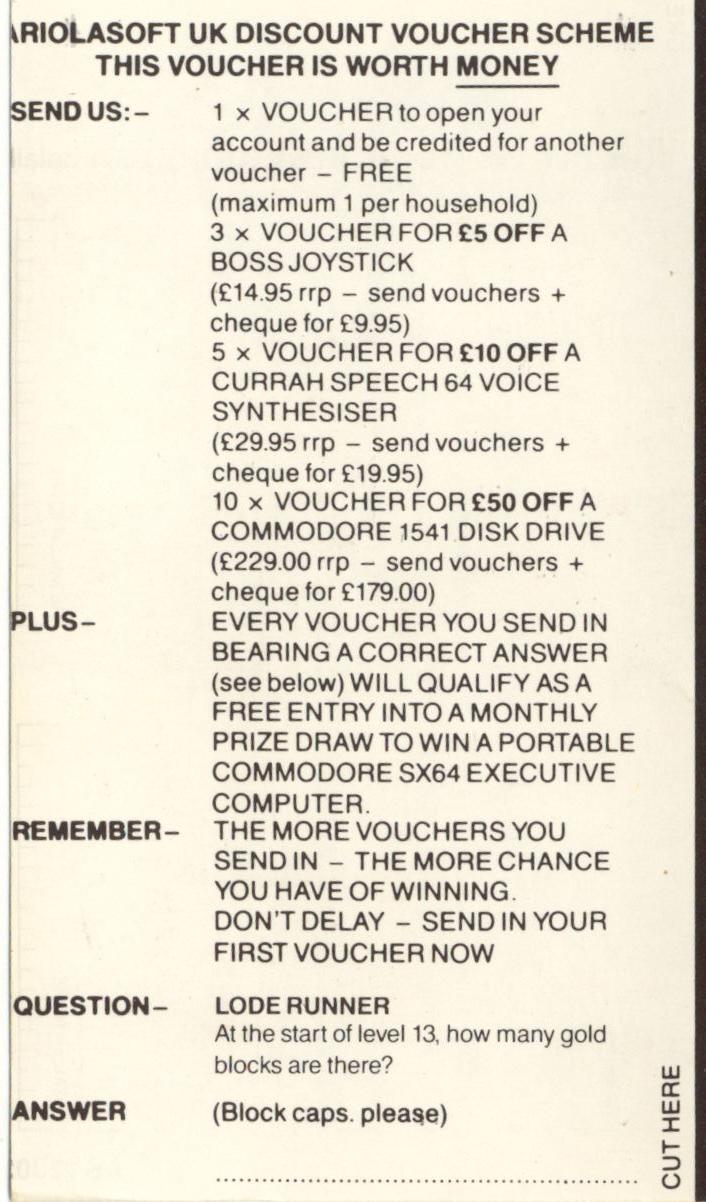 ARIOLASOFT UK DISCOUNT VOUCHER SCHEME
THIS VOUCHER IS WORTH MONEY
SEND US:– 1 × VOUCHER to open your
account and be credited for another
voucher – FREE
(maximum 1 per household)
3 × VOUCHER FOR £5 OFF A
BOSS JOYSTICK
(£14.95 rrp – send vouchers +
cheque for £9.95)
5 × VOUCHER FOR £10 OFF A
CURRAH SPEECH 64 VOICE
SYNTHESISER
(£29.95 rrp – send vouchers +
cheque for £19.95)
10 × VOUCHER FOR £50 OFF A
COMMODORE 1541 DISK DRIVE
(£229.00 rrp – send vouchers +
cheque for £179.00)
PLUS– EVERY VOUCHER YOU SEND IN
BEARING A CORRECT ANSWER
(see below) WILL QUALIFY AS A
FREE ENTRY INTO A MONTHLY
PRIZE DRAW TO WIN A PORTABLE
COMMODORE SX64 EXECUTIVE
COMPUTER.
REMEMBER– THE MORE VOUCHERS YOU
SEND IN – THE MORE CHANCE
YOU HAVE OF WINNING.
DON'T DELAY – SEND IN YOUR
FIRST VOUCHER NOW
QUESTION– LODE RUNNER
At the start of level 13, how many gold
blocks are there?
ANSWER (Block caps. please)
CUT HERE